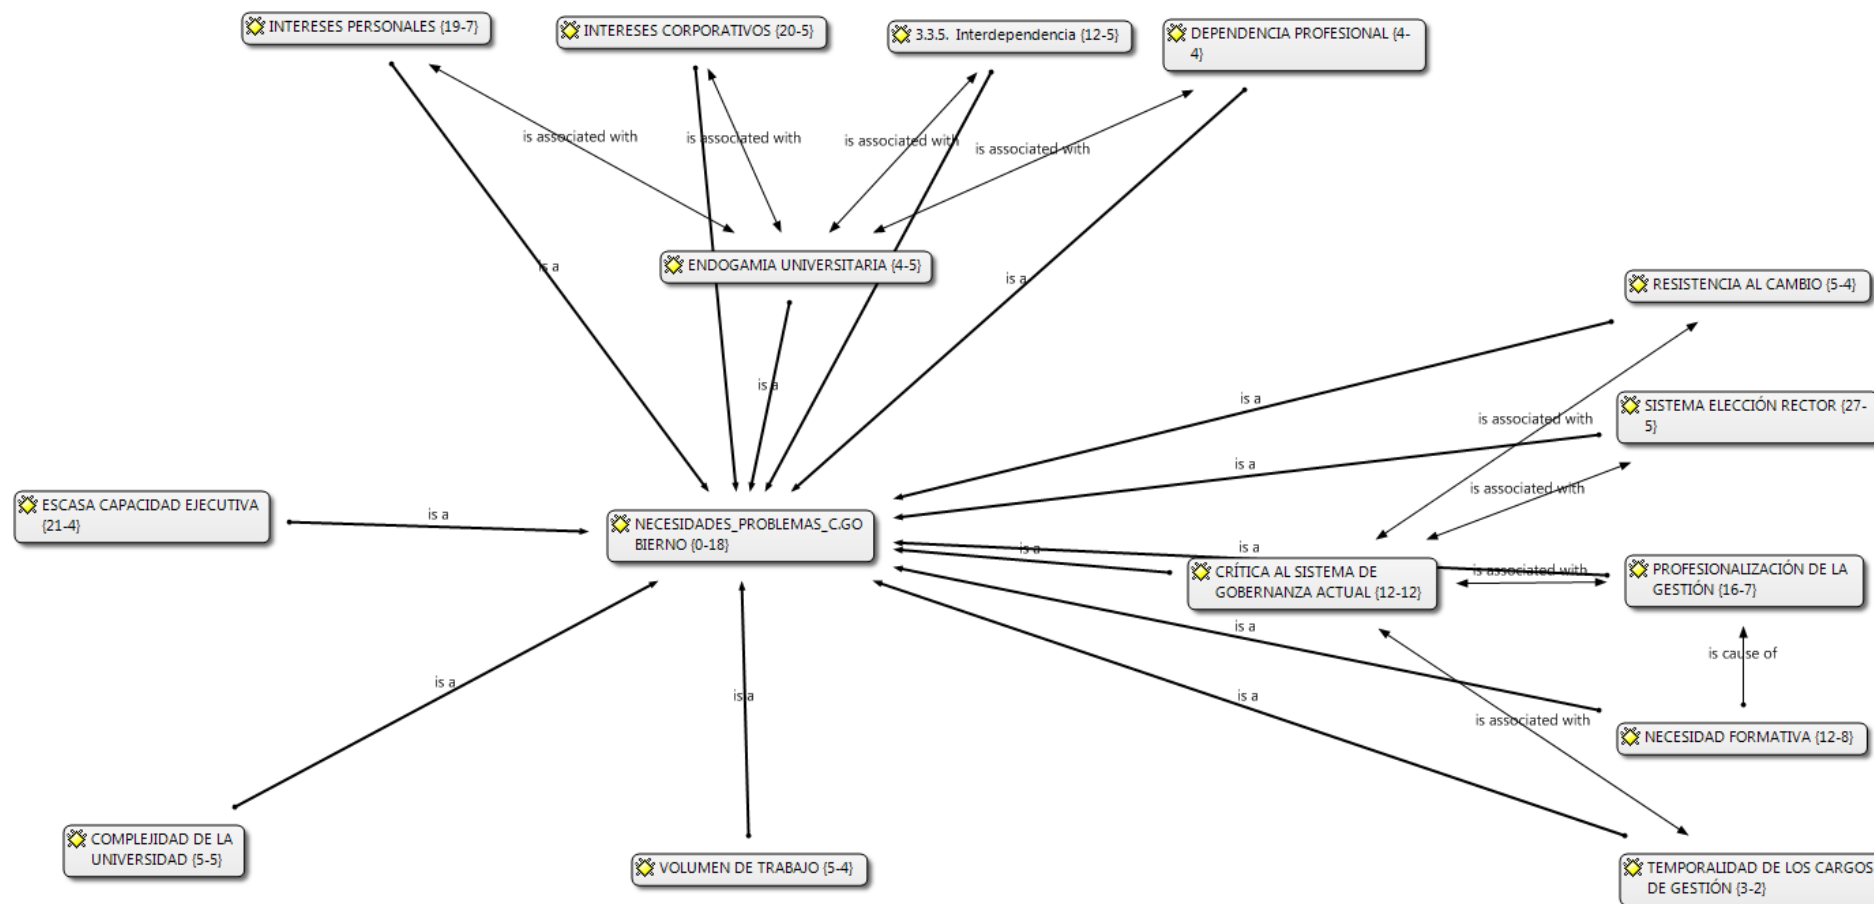 INTERESES PERSONALES {19-7}
INTERESES CORPORATIVOS {20-5}
3.3.5. Interdependencia {12-5}
DEPENDENCIA PROFESIONAL {4-
4}
is associated with
is associated with
is associated with
is associated with
ENDOGAMIA UNIVERSITARIA {4-5}
is a
is a
RESISTENCIA AL CAMBIO {5-4}
is a
is a
is associated with
SISTEMA ELECCIÓN RECTOR {27-
5}
is a
is associated with
ESCASA CAPACIDAD EJECUTIVA
{21-4}
is a
NECESIDADES_PROBLEMAS_C.GO
BIERNO {0-18}
is a
is a
CRÍTICA AL SISTEMA DE
GOBERNANZA ACTUAL {12-12}
is associated with
PROFESIONALIZACIÓN DE LA
GESTIÓN {16-7}
is a
is cause of
is a
is a
is a
is associated with
NECESIDAD FORMATIVA {12-8}
COMPLEJIDAD DE LA
UNIVERSIDAD {5-5}
VOLUMEN DE TRABAJO {5-4}
TEMPORALIDAD DE LOS CARGOS
DE GESTIÓN {3-2}